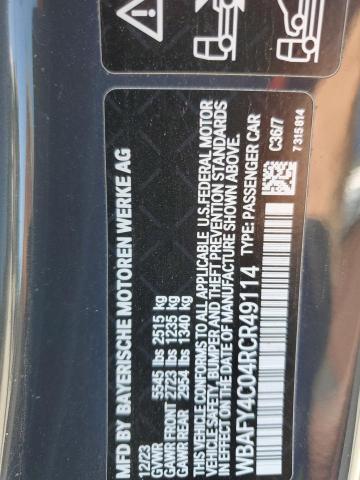 MFD BY BAYERISCHE MOTOREN WERKE AG
12/23
GVWR 5545 lbs 2515 kg
GAWR FRONT 2723 lbs 1235 kg
GAWR REAR 2954 lbs 1340 kg
THIS VEHICLE CONFORMS TO ALL APPLICABLE U.S. FEDERAL MOTOR
VEHICLE SAFETY, BUMPER AND THEFT PREVENTION STANDARDS
IN EFFECT ON THE DATE OF MANUFACTURE SHOWN ABOVE.
WBAFY4C04RCR49114 TYPE: PASSENGER CAR
C36/7
7 315 814